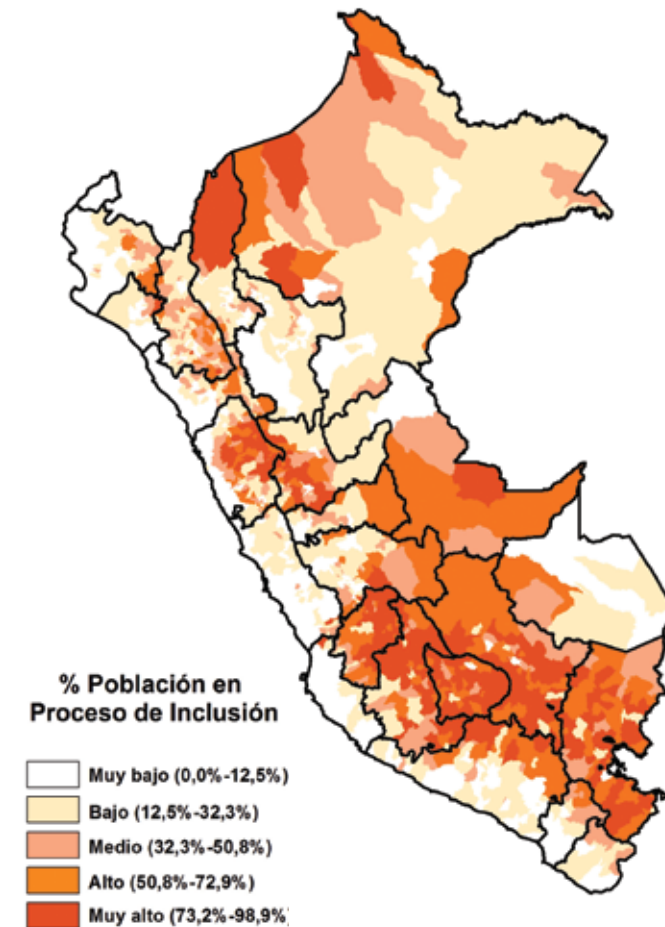 % Población en
Proceso de Inclusión
Muy bajo (0,0%-12,5%)
Bajo (12,5%-32,3%)
Medio (32,3%-50,8%)
Alto (50,8%-72,9%)
Muy alto (73,2%-98,9%)